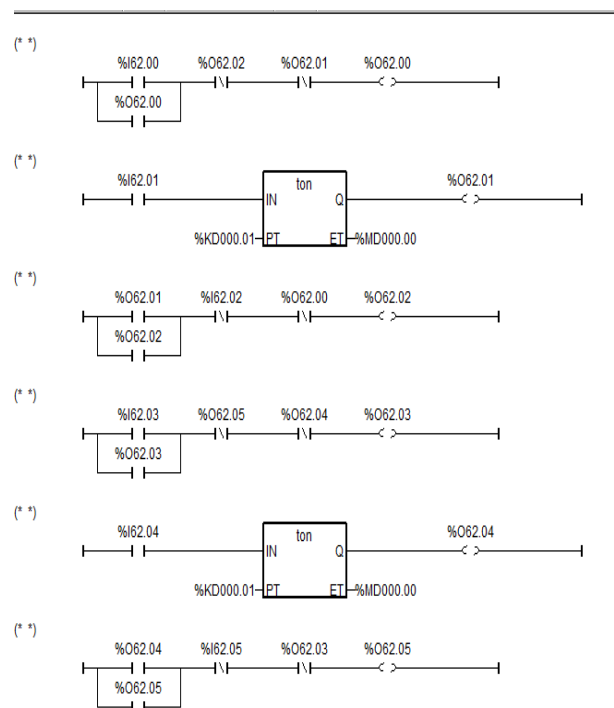 (* *)
%I62.00 %O62.02 %O62.01 %O62.00
%O62.00
(* *)
%I62.01 ton %O62.01
IN Q
%KD000.01 PT ET %MD000.00
(* *)
%O62.01 %I62.02 %O62.00 %O62.02
%O62.02
(* *)
%I62.03 %O62.05 %O62.04 %O62.03
%O62.03
(* *)
%I62.04 ton %O62.04
IN Q
%KD000.01 PT ET %MD000.00
(* *)
%O62.04 %I62.05 %O62.03 %O62.05
%O62.05